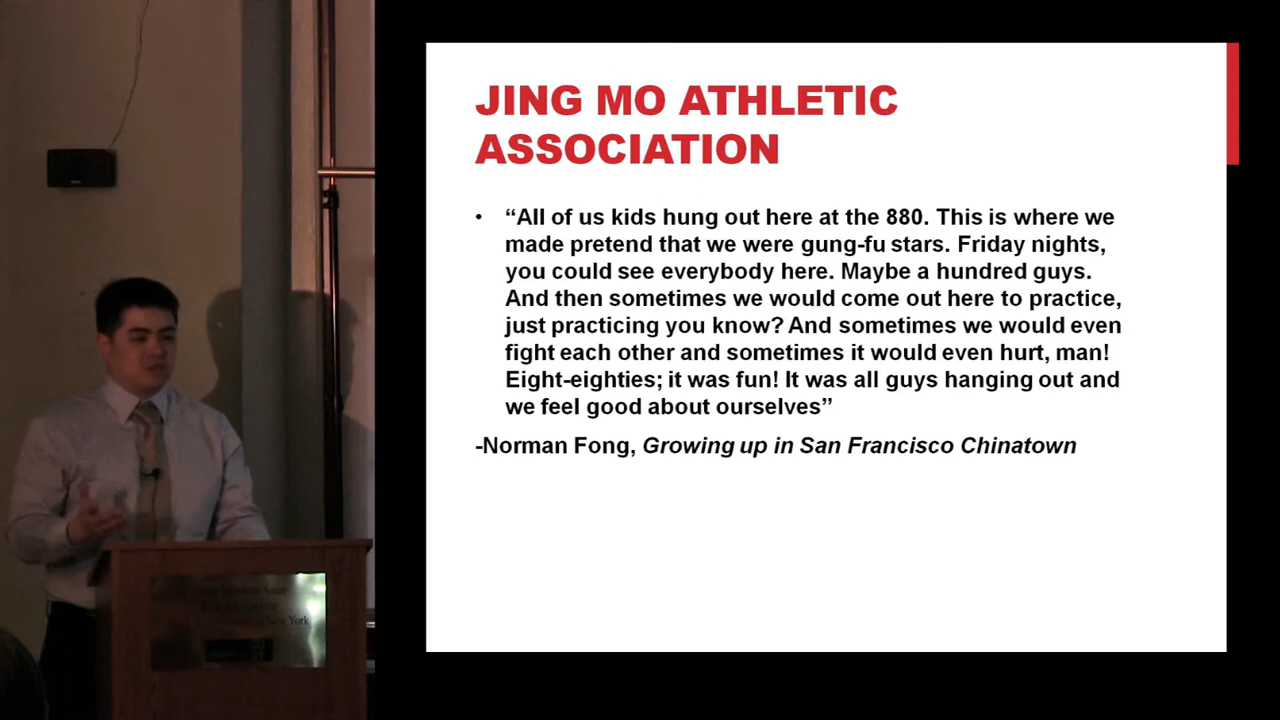 JING MO ATHLETIC
ASSOCIATION
• “All of us kids hung out here at the 880. This is where we
made pretend that we were gung-fu stars. Friday nights,
you could see everybody here. Maybe a hundred guys.
And then sometimes we would come out here to practice,
just practicing you know? And sometimes we would even
fight each other and sometimes it would even hurt, man!
Eight-eighties; it was fun! It was all guys hanging out and
we feel good about ourselves”
-Norman Fong, Growing up in San Francisco Chinatown
New York